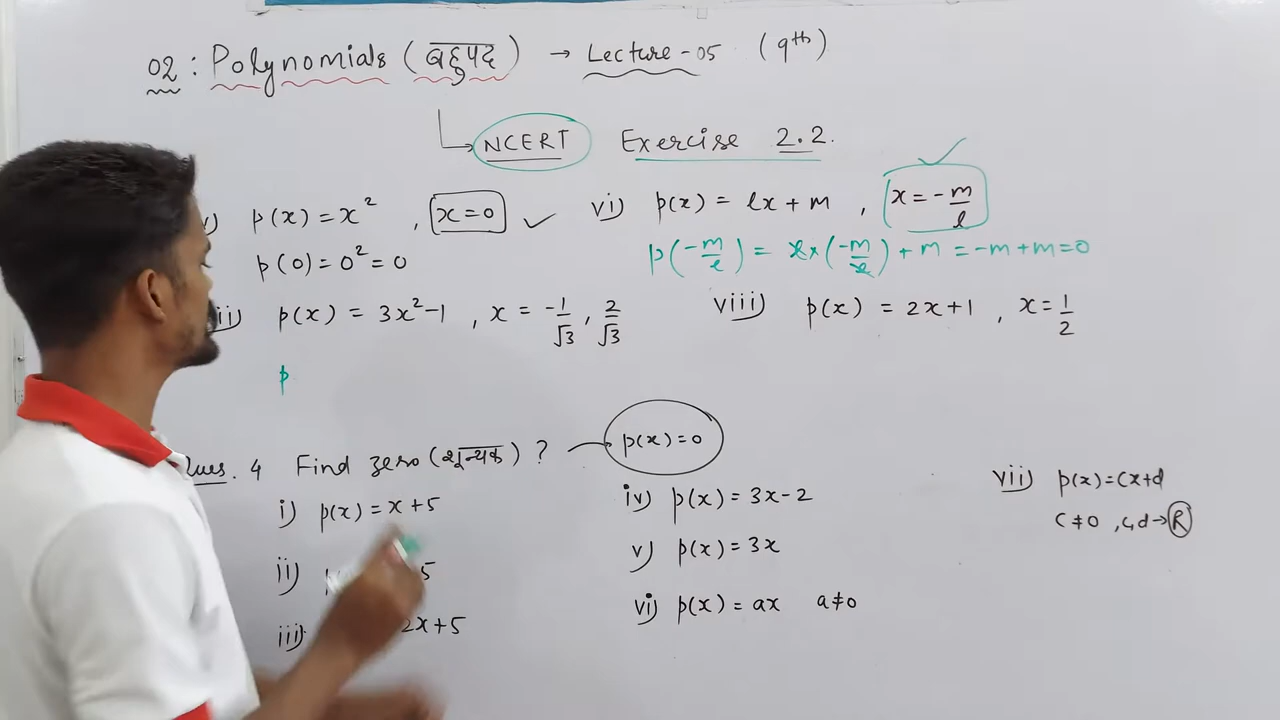 02 : Polynomials (बहुपद) → Lecture-05 (9th)
NCERT Exercise 2.2.
) p(x) = x² , x=0 ✓
p(0) = 0² = 0
ii) p(x) = 3x²-1 , x = -1/√3 , 2/√3
p
vi) p(x) = lx + m , x = -m/l ✓
p(-m/l) = l×(-m/l) + m = -m+m=0
viii) p(x) = 2x+1 , x=1/2
Ques. 4 Find zero (शून्यक) ? p(x)=0
i) p(x) = x+5
ii) 5
iii) 2x+5
iv) p(x) = 3x-2
v) p(x) = 3x
vi) p(x) = ax a≠0
vii) p(x)=cx+d
c≠0 , c,d→R